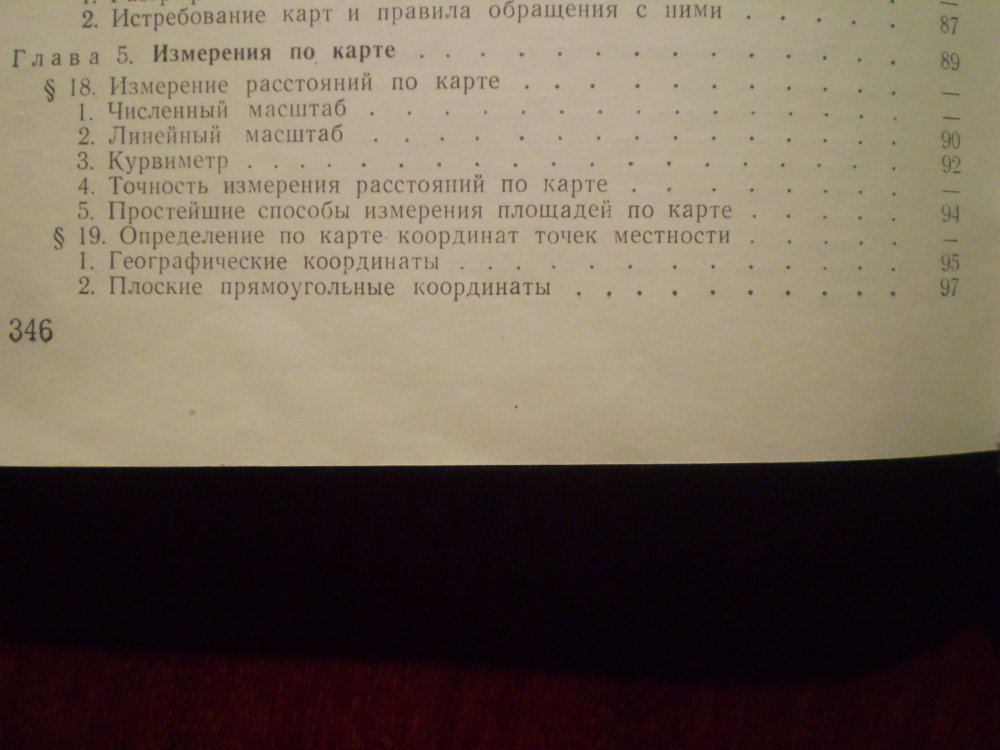 2. Истребование карт и правила обращения с ними . . . . . 87
Глава 5. Измерения по карте . . . . . . . . . . . . . 89
§ 18. Измерение расстояний по карте . . . . . . . . . . —
1. Численный масштаб . . . . . . . . . . . . . . —
2. Линейный масштаб . . . . . . . . . . . . . . 90
3. Курвиметр . . . . . . . . . . . . . . . . . . 92
4. Точность измерения расстояний по карте . . . . . . . —
5. Простейшие способы измерения площадей по карте . . . . . 94
§ 19. Определение по карте координат точек местности . . . . . —
1. Географические координаты . . . . . . . . . . . 95
2. Плоские прямоугольные координаты . . . . . . . . . . 97
346